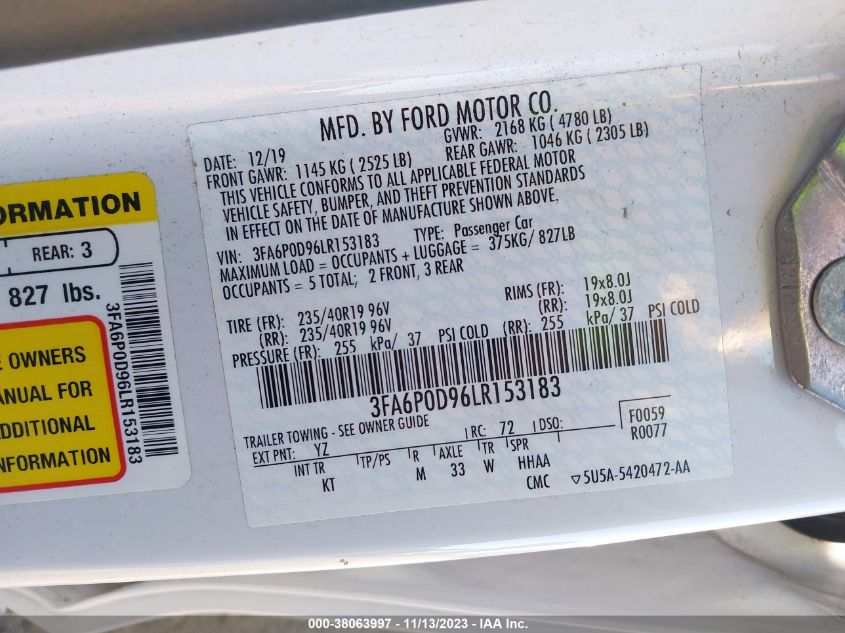 ORMATION
REAR: 3
827 lbs.
E OWNERS
ANUAL FOR
ADDITIONAL
INFORMATION
3FA6P0D96LR153183
MFD. BY FORD MOTOR CO.
DATE: 12/19 GVWR: 2168 KG ( 4780 LB)
FRONT GAWR: 1145 KG ( 2525 LB) REAR GAWR: 1046 KG ( 2305 LB)
THIS VEHICLE CONFORMS TO ALL APPLICABLE FEDERAL MOTOR
VEHICLE SAFETY, BUMPER, AND THEFT PREVENTION STANDARDS
IN EFFECT ON THE DATE OF MANUFACTURE SHOWN ABOVE.
VIN: 3FA6P0D96LR153183 TYPE: Passenger Car
MAXIMUM LOAD = OCCUPANTS + LUGGAGE = 375KG/ 827LB
OCCUPANTS = 5 TOTAL; 2 FRONT, 3 REAR
TIRE (FR): 235/40R19 96V RIMS (FR): 19x8.0J
(RR): 235/40R19 96V (RR): 19x8.0J
PRESSURE (FR): 255 kPa/ 37 PSI COLD (RR): 255 kPa/ 37 PSI COLD
3FA6P0D96LR153183
TRAILER TOWING - SEE OWNER GUIDE
EXT PNT: YZ RC: 72 DSO: F0059
R0077
INT TR TP/PS R AXLE TR SPR
KT M 33 W HHAA
CMC 5U5A-5420472-AA
000-38063997 - 11/13/2023 - IAA Inc.